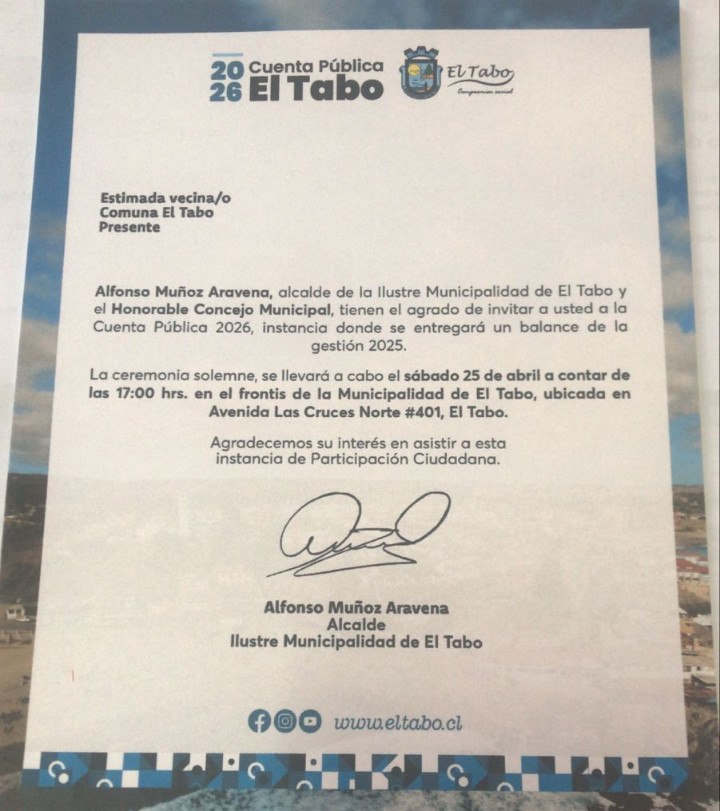 2026 Cuenta Pública
El Tabo
El Tabo
Compromiso social
Estimada vecina/o
Comuna El Tabo
Presente
Alfonso Muñoz Aravena, alcalde de la Ilustre Municipalidad de El Tabo y
el Honorable Concejo Municipal, tienen el agrado de invitar a usted a la
Cuenta Pública 2026, instancia donde se entregará un balance de la
gestión 2025.
La ceremonia solemne, se llevará a cabo el sábado 25 de abril a contar de
las 17:00 hrs. en el frontis de la Municipalidad de El Tabo, ubicada en
Avenida Las Cruces Norte #401, El Tabo.
Agradecemos su interés en asistir a esta
instancia de Participación Ciudadana.
Alfonso Muñoz Aravena
Alcalde
Ilustre Municipalidad de El Tabo
www.eltabo.cl